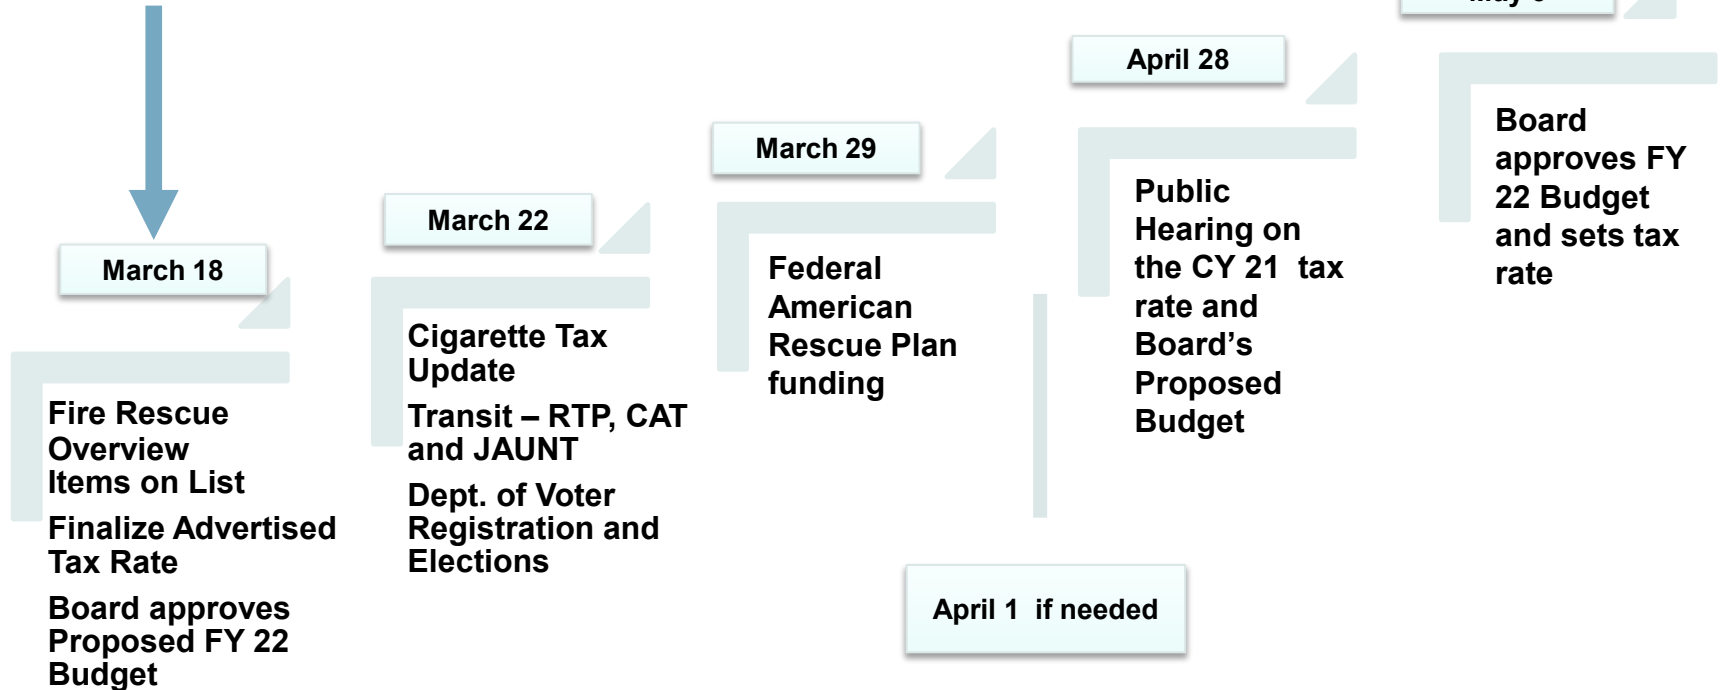 March 18
Fire Rescue
Overview
Items on List
Finalize Advertised
Tax Rate
Board approves
Proposed FY 22
Budget
March 22
Cigarette Tax
Update
Transit – RTP, CAT
and JAUNT
Dept. of Voter
Registration and
Elections
March 29
Federal
American
Rescue Plan
funding
April 1 if needed
April 28
Public
Hearing on
the CY 21 tax
rate and
Board’s
Proposed
Budget
May
Board
approves FY
22 Budget
and sets tax
rate